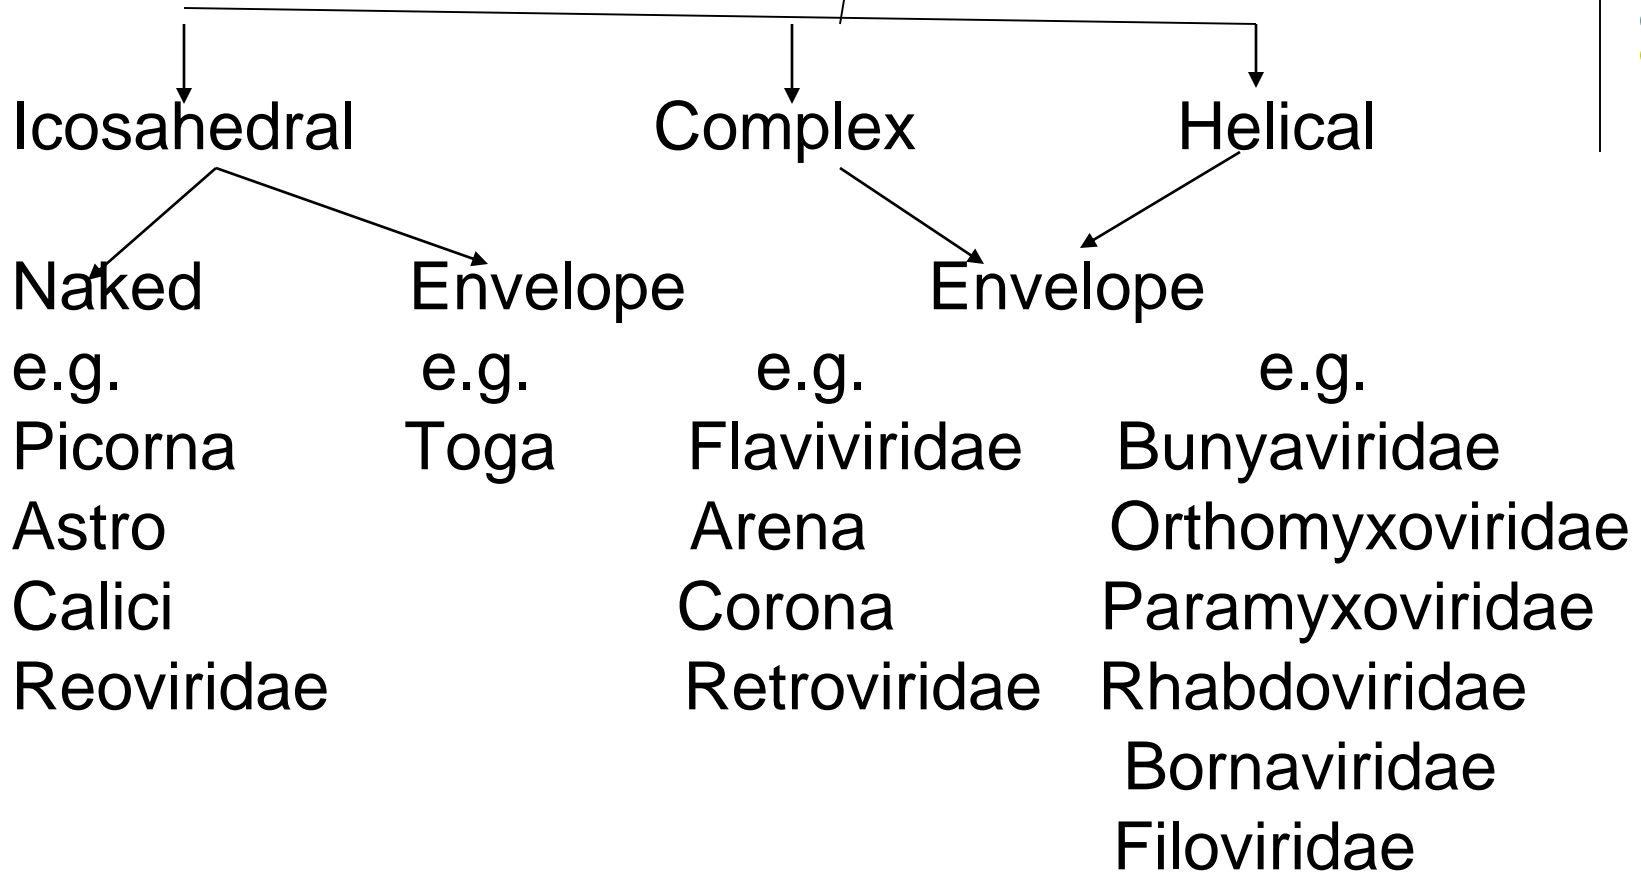 Icosahedral Complex Helical
Naked Envelope Envelope
e.g. e.g. e.g. e.g.
Picorna Toga Flaviviridae Bunyaviridae
Astro Arena Orthomyxoviridae
Calici Corona Paramyxoviridae
Reoviridae Retroviridae Rhabdoviridae
Bornaviridae
Filoviridae